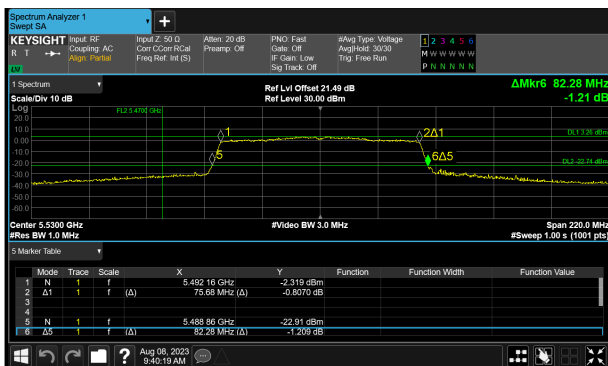 Spectrum Analyzer 1
Swept SA
KEYSIGHT Input: RF Input Z: 50 Ω Atten: 20 dB PNO: Fast #Avg Type: Voltage 1 2 3 4 5 6
R T Coupling: AC Corr CCorr RCal Preamp: Off Gate: Off Avg|Hold: 30/30 M W W W W W
Align: Partial Freq Ref: Int (S) IF Gain: Low Trig: Free Run
Sig Track: Off P N N N N N
1 Spectrum Ref Lvl Offset 21.49 dB ΔMkr6 82.28 MHz
Scale/Div 10 dB Ref Level 30.00 dBm -1.21 dB
Log FL2 5.4700 GHz
20.0
10.0 1 2Δ1 DL1 3.26 dBm
0.00
-10.0
-20.0 5 6Δ5 DL2 -22.74 dBm
-30.0
-40.0
-50.0
-60.0
Center 5.5300 GHz #Video BW 3.0 MHz Span 220.0 MHz
#Res BW 1.0 MHz #Sweep 1.00 s (1001 pts)
5 Marker Table
Mode Trace Scale X Y Function Function Width Function Value
1 N 1 f 5.492 16 GHz -2.319 dBm
2 Δ1 1 f (Δ) 75.68 MHz (Δ) -0.8070 dB
3
4
5 N 1 f 5.488 86 GHz -22.91 dBm
6 Δ5 1 f (Δ) 82.28 MHz (Δ) -1.209 dB
? Aug 08, 2023
9:40:19 AM